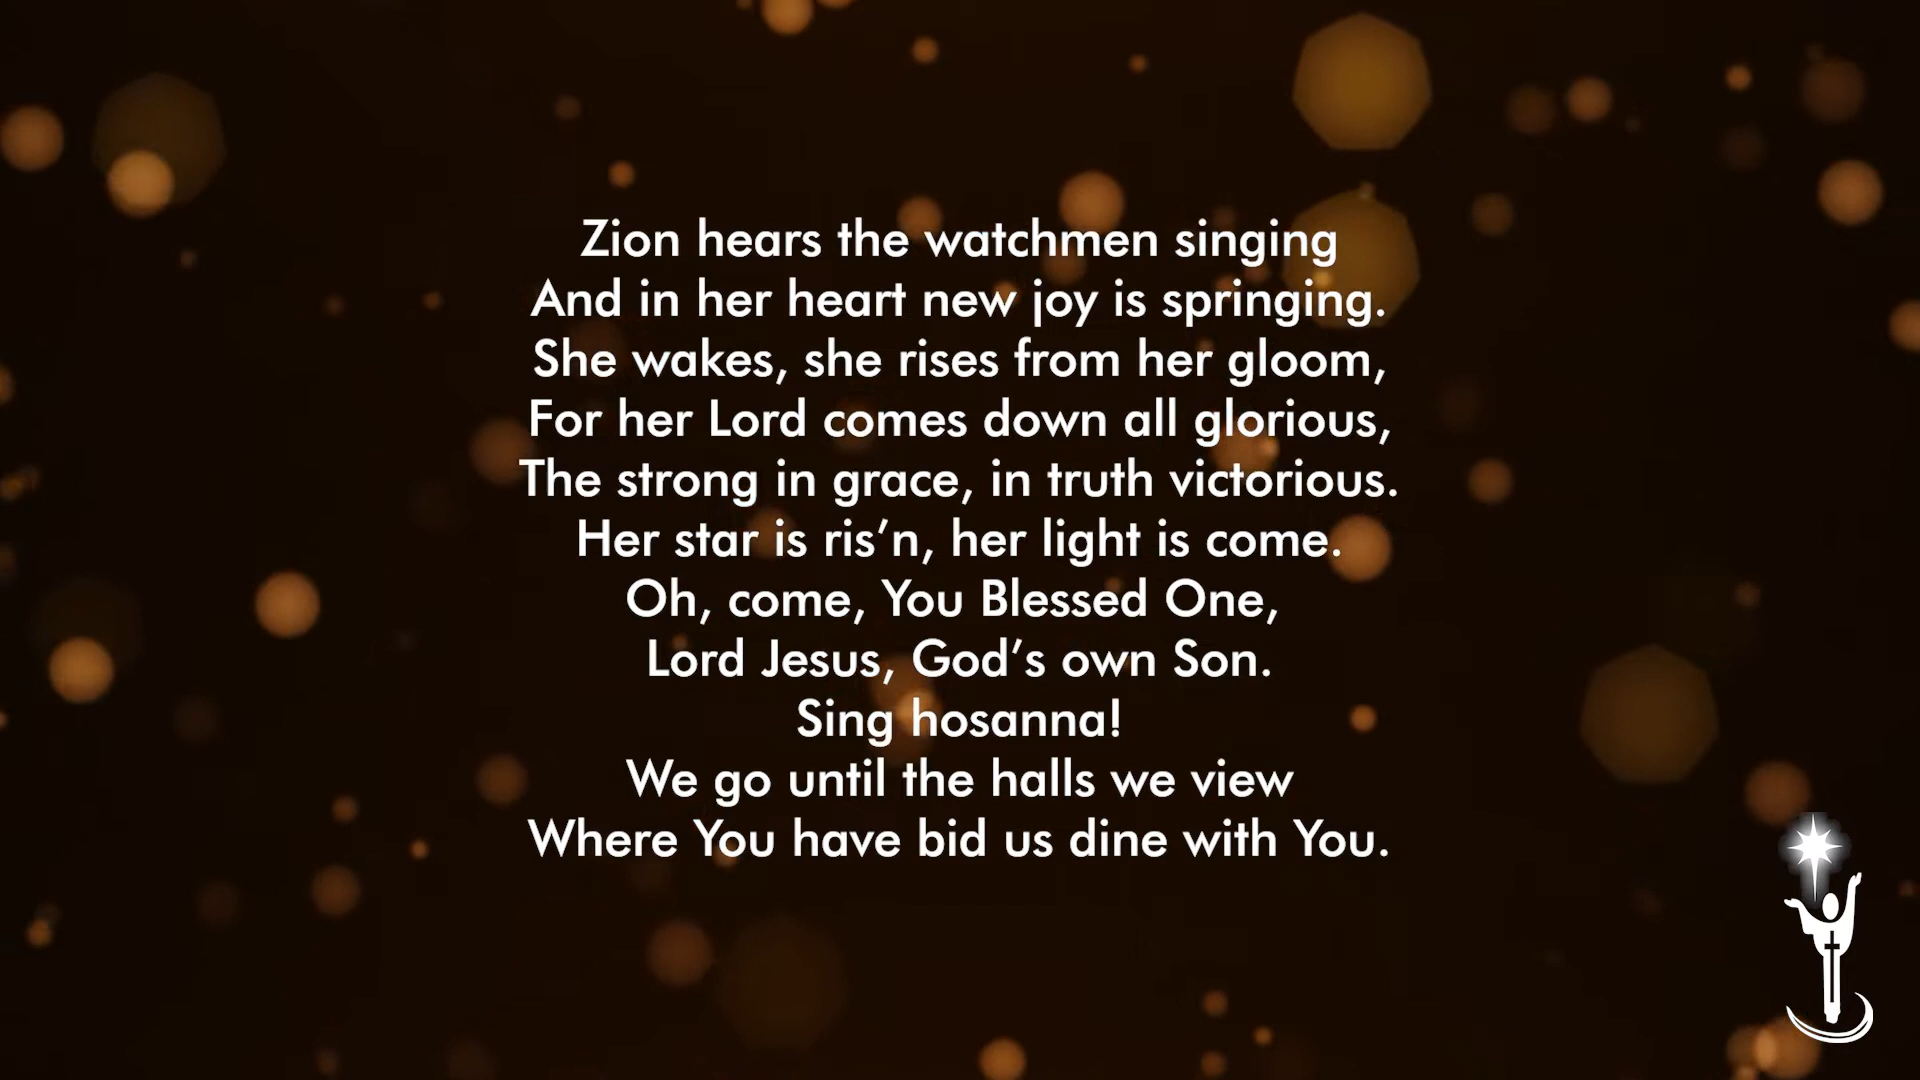 Zion hears the watchmen singing
And in her heart new joy is springing.
She wakes, she rises from her gloom,
For her Lord comes down all glorious,
The strong in grace, in truth victorious.
Her star is ris’n, her light is come.
Oh, come, You Blessed One,
Lord Jesus, God’s own Son.
Sing hosanna!
We go until the halls we view
Where You have bid us dine with You.